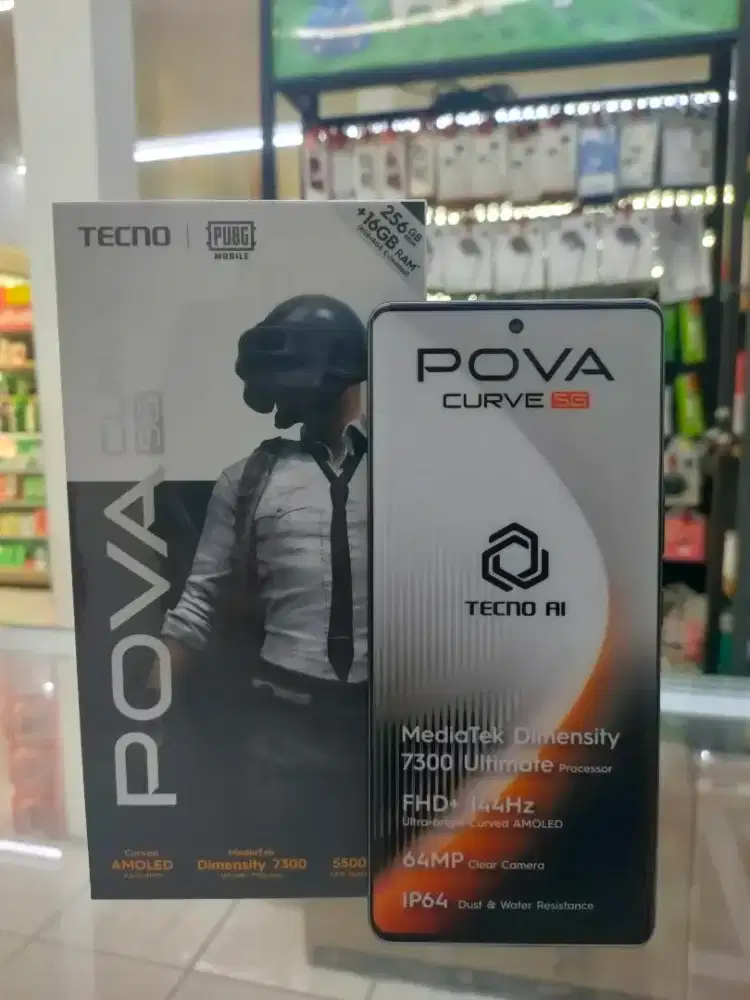 TECNO
PUBG
MOBILE
256GB
+16GB RAM
POVA
5G
Curved
AMOLED
MediaTek
Dimensity 7300
5500
POVA
CURVE 5G
TECNO AI
MediaTek Dimensity
7300 Ultimate Processor
FHD+ 144Hz
Ultra-bright Curved AMOLED
64MP Clear Camera
IP64 Dust & Water Resistance